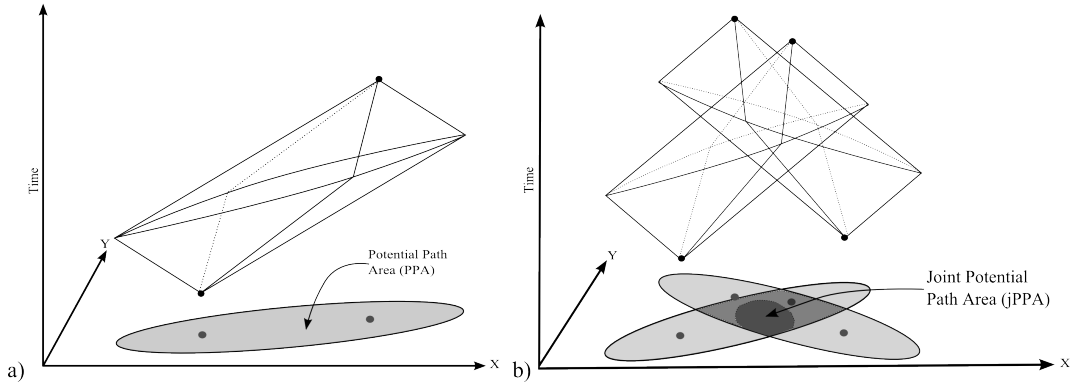 Time
Y
Potential Path
Area (PPA)
X
a)
Time
Y
Joint Potential
Path Area (jPPA)
X
b)